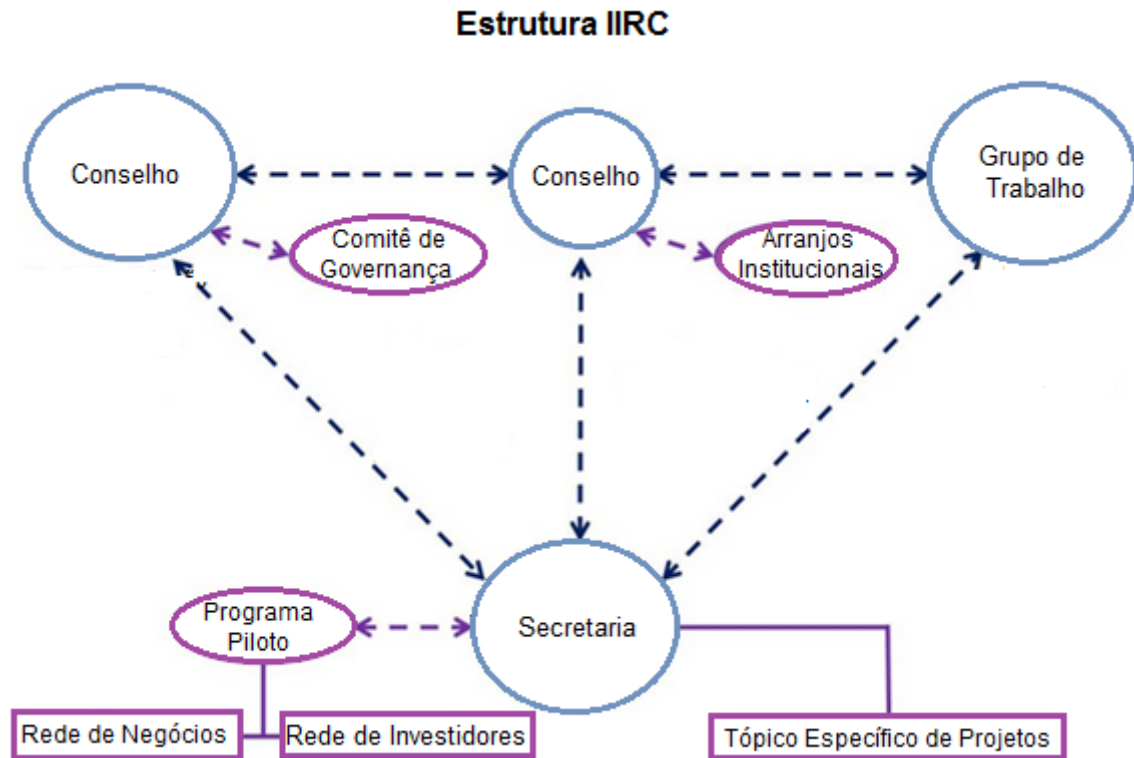 Estrutura IIRC
Conselho
Conselho
Grupo de
Trabalho
Comitê de
Governança
Arranjos
Institucionais
Programa
Piloto
Secretaria
Rede de Negócios
Rede de Investidores
Tópico Específico de Projetos